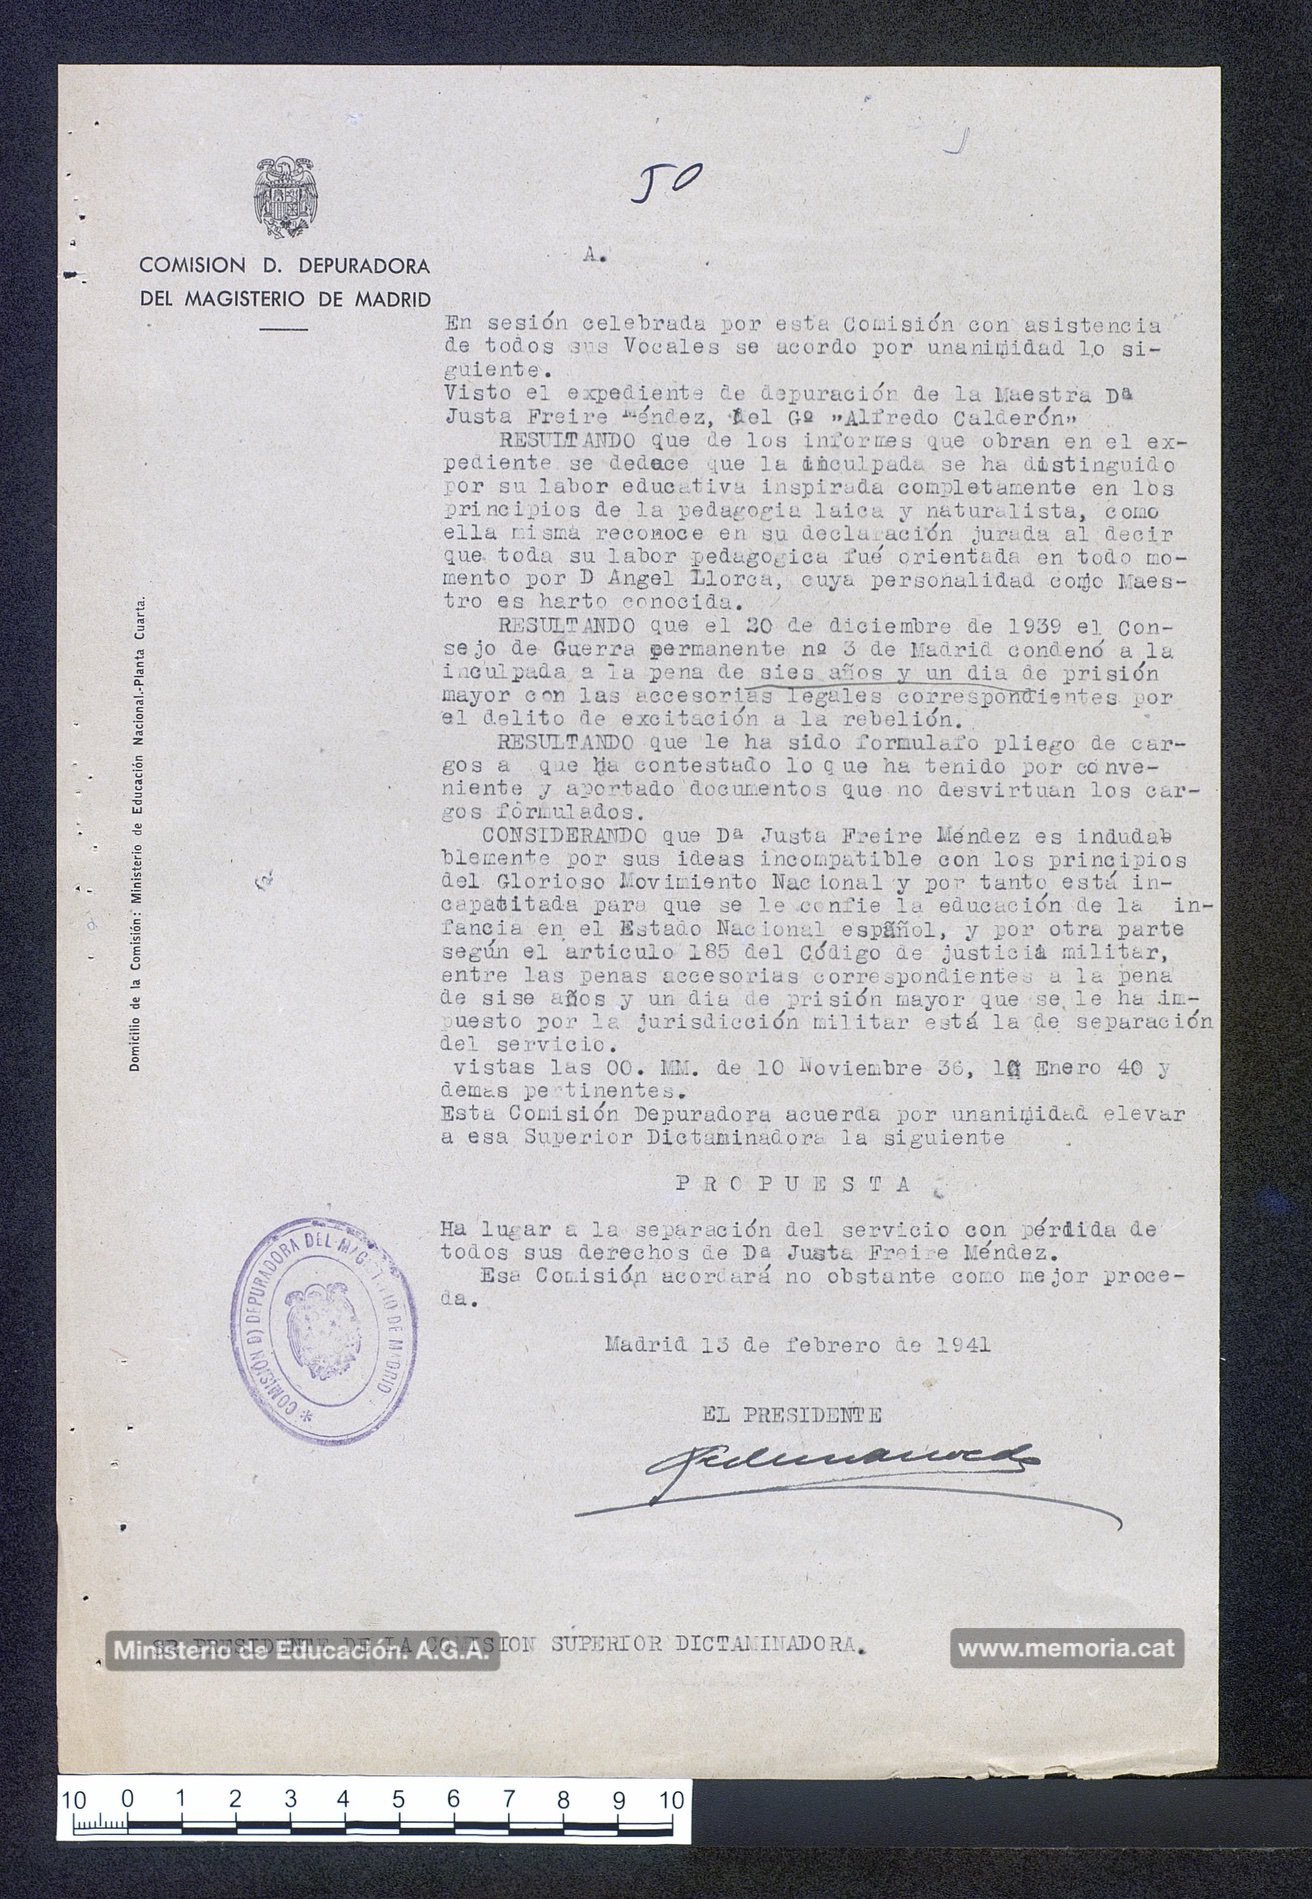 50
A.
COMISION D. DEPURADORA
DEL MAGISTERIO DE MADRID
En sesión celebrada por esta Comisión con asistencia
de todos sus Vocales se acordo por unanimidad lo si-
guiente.
Visto el expediente de depuración de la Maestra Dª
Justa Freire Méndez, del Gº "Alfredo Calderón"
RESULTANDO que de los informes que obran en el ex-
pediente se dedace que la inculpada se ha distinguido
por su labor educativa inspirada completamente en los
principios de la pedagogia laica y naturalista, como
ella misma reconoce en su declaración jurada al decir
que toda su labor pedagogica fué orientada en todo mo-
mento por D Angel Llorca, cuya personalidad como Maes-
tro es harto conocida.
RESULTANDO que el 20 de diciembre de 1939 el Con-
sejo de Guerra permanente nº 3 de Madrid condenó a la
inculpada a la pena de sies años y un dia de prisión
mayor con las accesorias legales correspondientes por
el delito de excitación a la rebelión.
RESULTANDO que le ha sido formulafo pliego de car-
gos a que ha contestado lo que ha tenido por conve-
niente y aportado documentos que no desvirtuan los car-
gos formulados.
CONSIDERANDO que Dª Justa Freire Méndez es indudab
blemente por sus ideas incompatible con los principios
del Glorioso Movimiento Nacional y por tanto está in-
capatitada para que se le confie la educación de la in-
fancia en el Estado Nacional español, y por otra parte
según el articulo 185 del Código de justicia militar,
entre las penas accesorias correspondientes a la pena
de sise años y un dia de prisión mayor que se le ha im-
puesto por la jurisdicción militar está la de separación
del servicio.
vistas las OO. MM. de 10 Noviembre 36, Enero 40 y
demas pertinentes.
Esta Comisión Depuradora acuerda por unanimidad elevar
a esa Superior Dictaminadora la siguiente
P R O P U E S T A
Ha lugar a la separación del servicio con pérdida de
todos sus derechos de Dª Justa Freire Méndez.
Esa Comisión acordará no obstante como mejor proce-
da.
Madrid 13 de febrero de 1941
EL PRESIDENTE
SR PRESIDENTE DE LA COMISION SUPERIOR DICTAMINADORA.
Domicilio de la Comisión: Ministerio de Educación Nacional.-Planta Cuarta.
* COMISIÓN D) DEPURADORA DEL MAGISTERIO DE MADRID
Ministerio de Educación. A.G.A.
www.memoria.cat
10 0 1 2 3 4 5 6 7 8 9 10